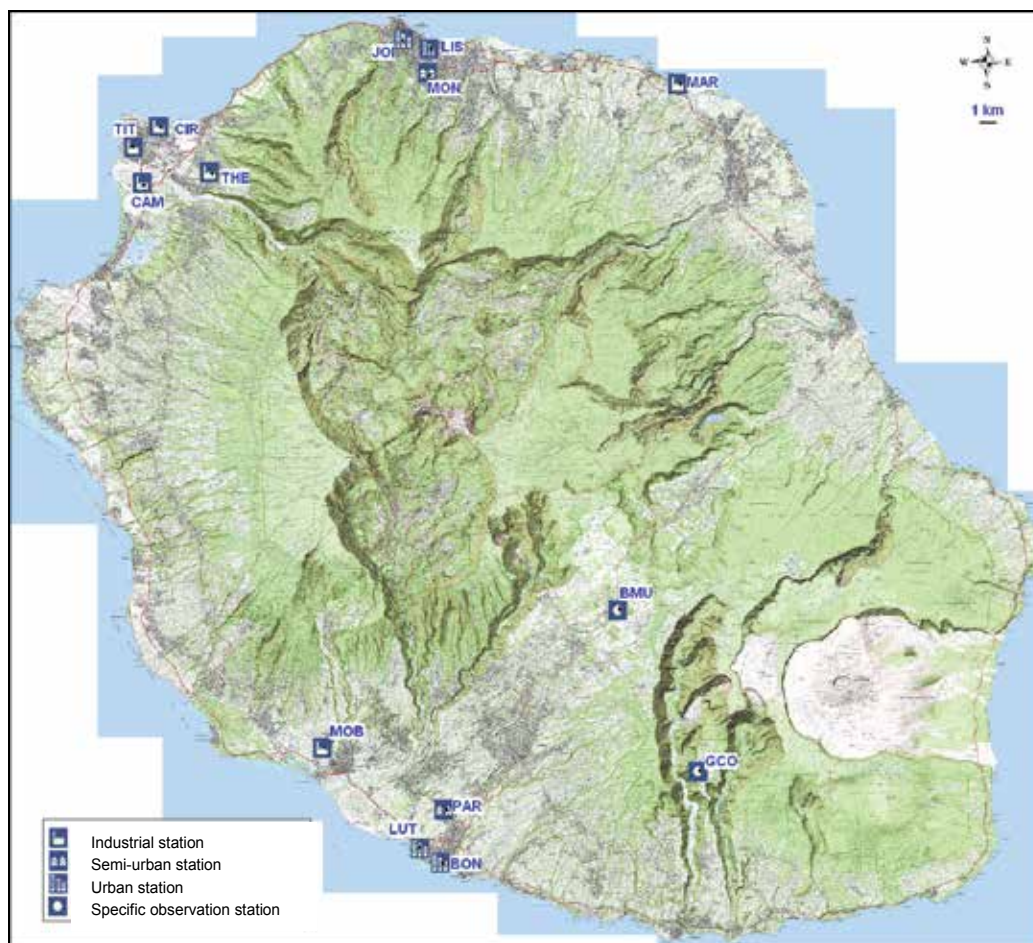 JOI LIS
MON
MAR
N
W E
S
1 km
TIT CIR
THE
CAM
BMU
MOB
GCO
PAR
LUT
BON
Industrial station
Semi-urban station
Urban station
Specific observation station